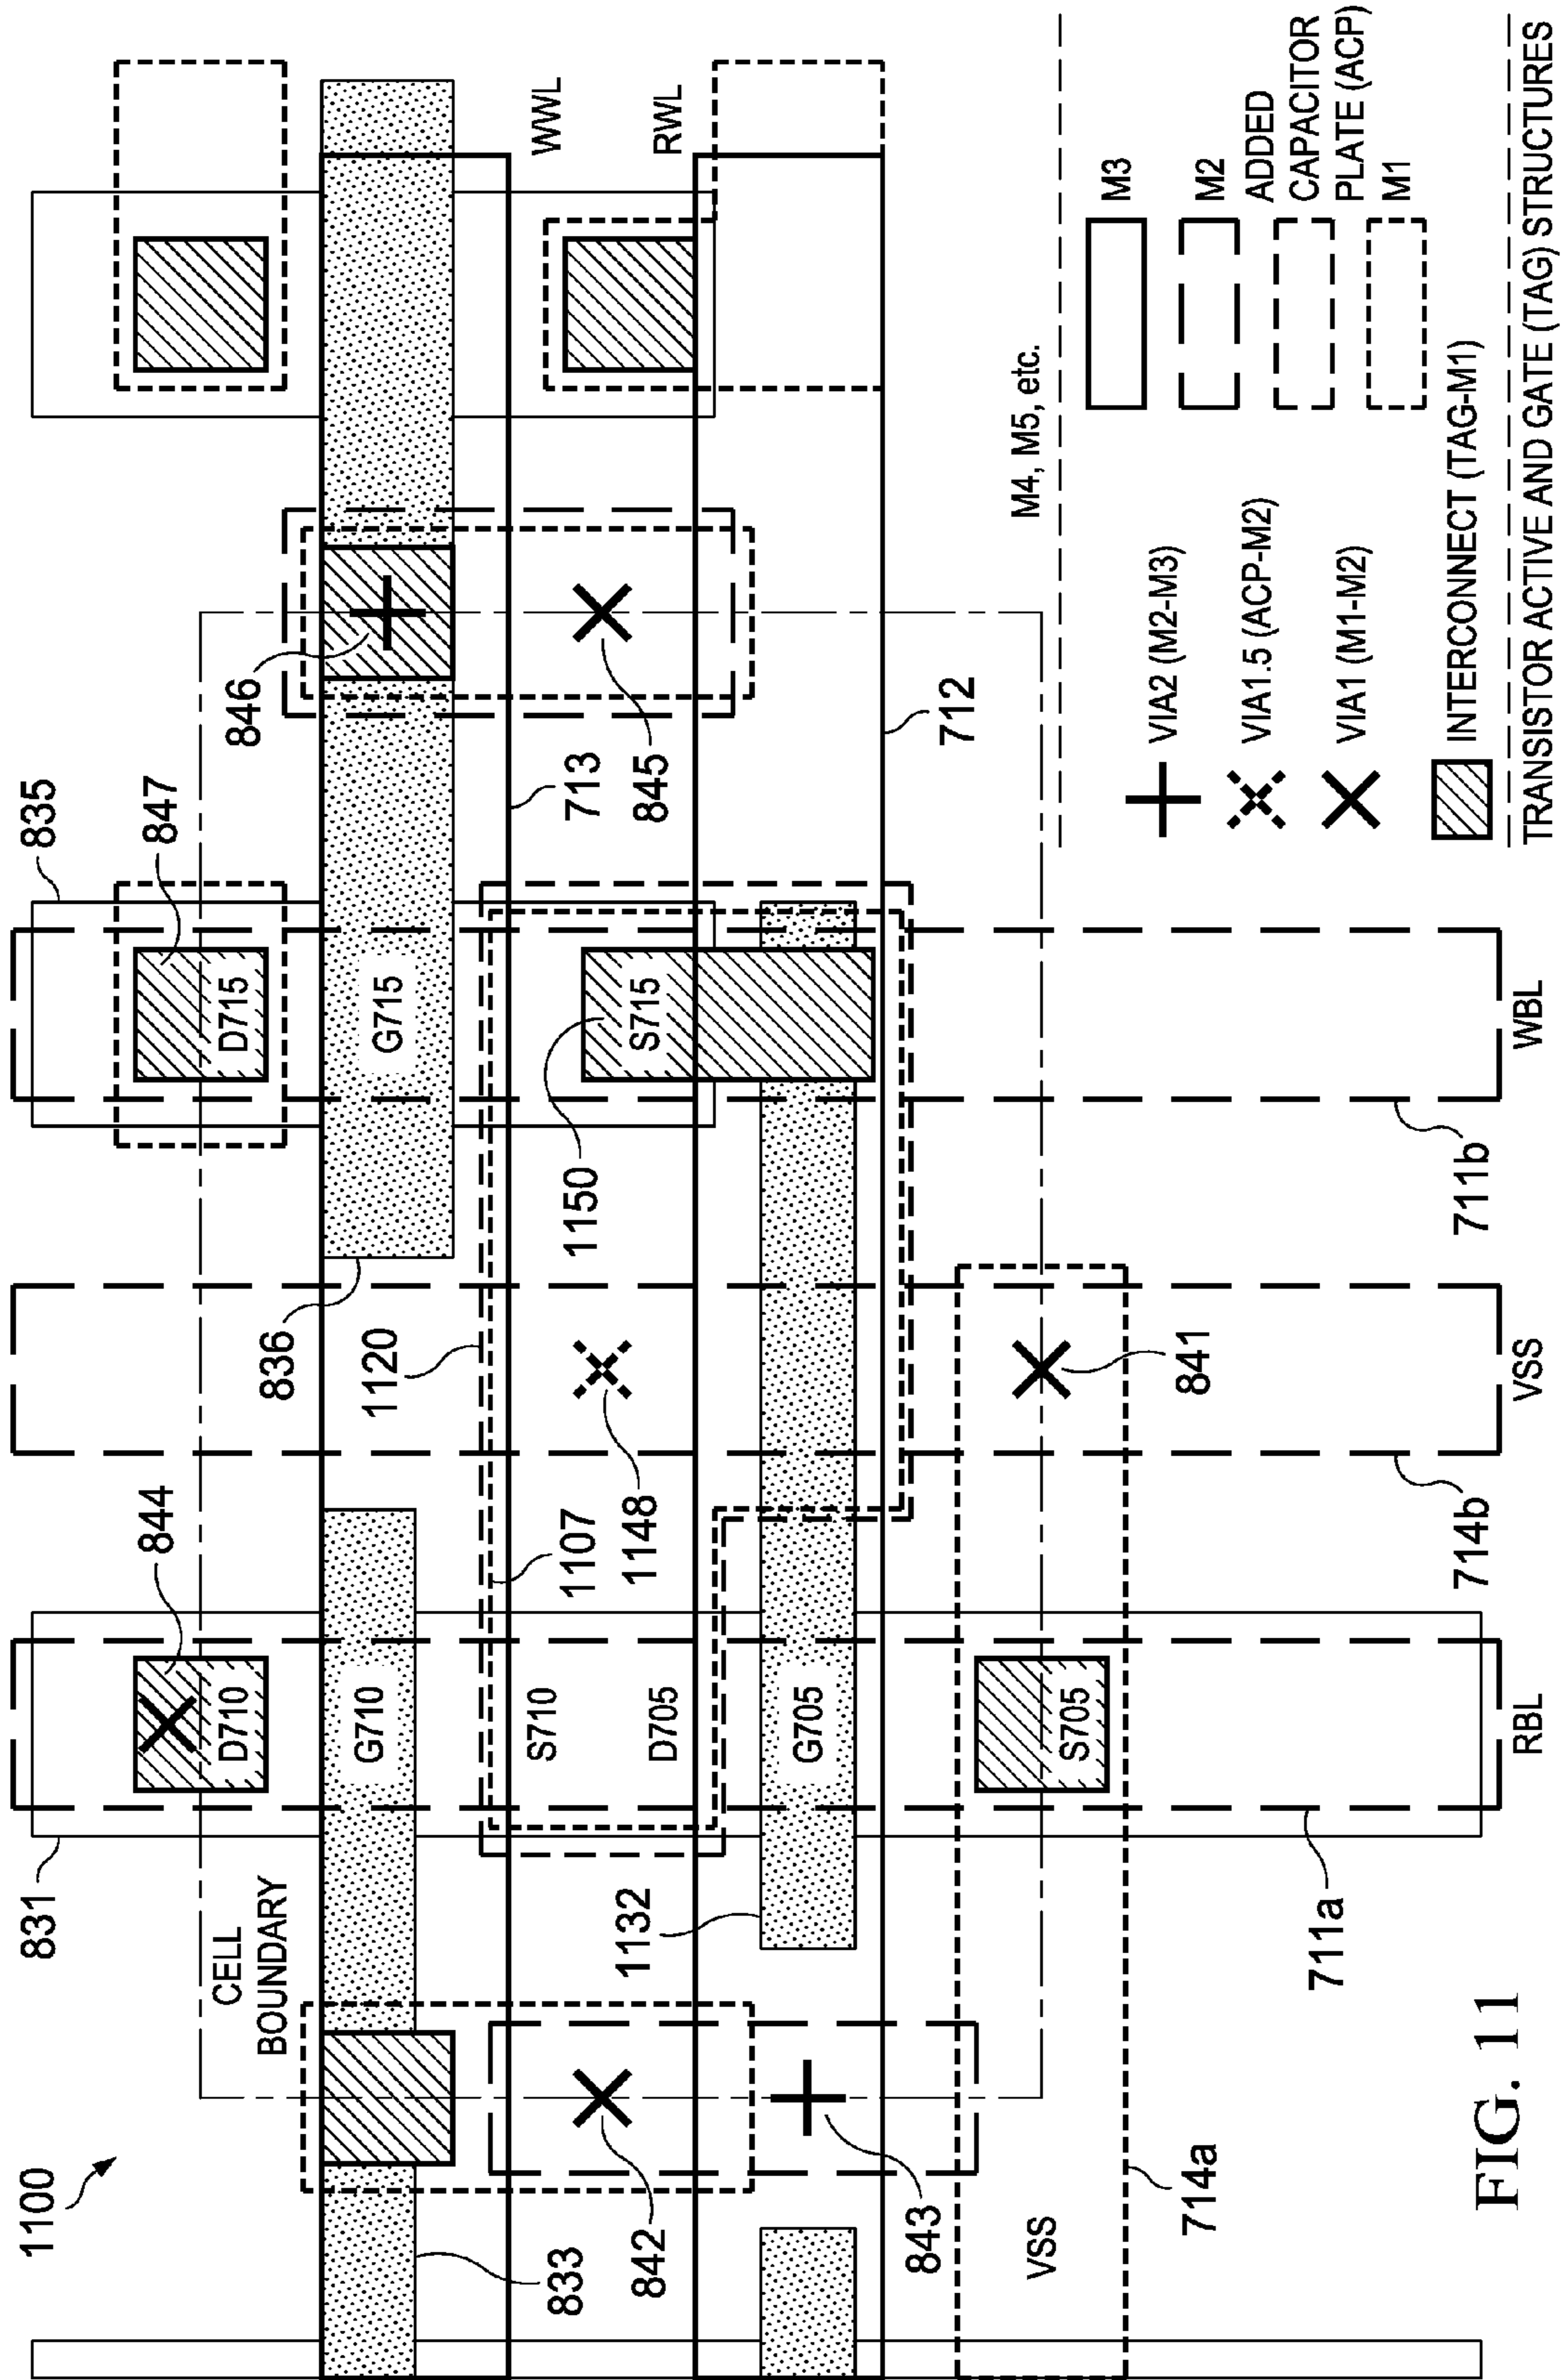 1100
831
CELL
BOUNDARY
844
D710
G710
S710
D705
G705
S705
835
847
D715
G715
S715
846
845
713
712
836
1120
1107
1148
1150
1132
833
842
843
841
VSS
714a
711a
RBL
714b
VSS
711b
WBL
WWL
RWL
M4, M5, etc.
VIA2 (M2-M3)
M3
VIA1.5 (ACP-M2)
M2
VIA1 (M1-M2)
ADDED
CAPACITOR
PLATE (ACP)
INTERCONNECT (TAG-M1)
M1
TRANSISTOR ACTIVE AND GATE (TAG) STRUCTURES
FIG. 11